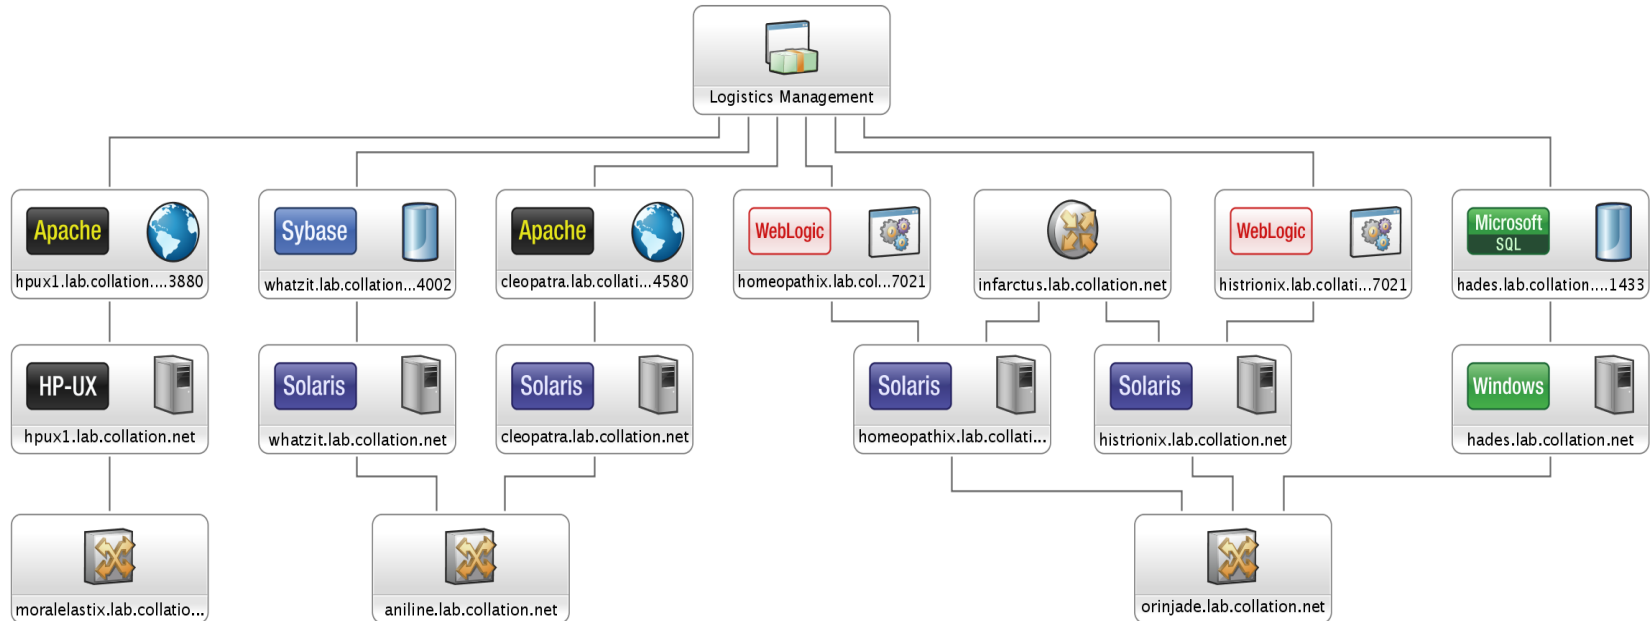 Logistics Management
Apache
hpux1.lab.collation....3880
Sybase
whatzit.lab.collation...4002
Apache
cleopatra.lab.collati...4580
WebLogic
homeopathix.lab.col...7021
infarctus.lab.collation.net
WebLogic
histrionix.lab.collati...7021
Microsoft
SQL
hades.lab.collation....1433
HP-UX
hpux1.lab.collation.net
Solaris
whatzit.lab.collation.net
Solaris
cleopatra.lab.collation.net
Solaris
homeopathix.lab.collati...
Solaris
histrionix.lab.collation.net
Windows
hades.lab.collation.net
moralelastix.lab.collatio...
aniline.lab.collation.net
orinjade.lab.collation.net